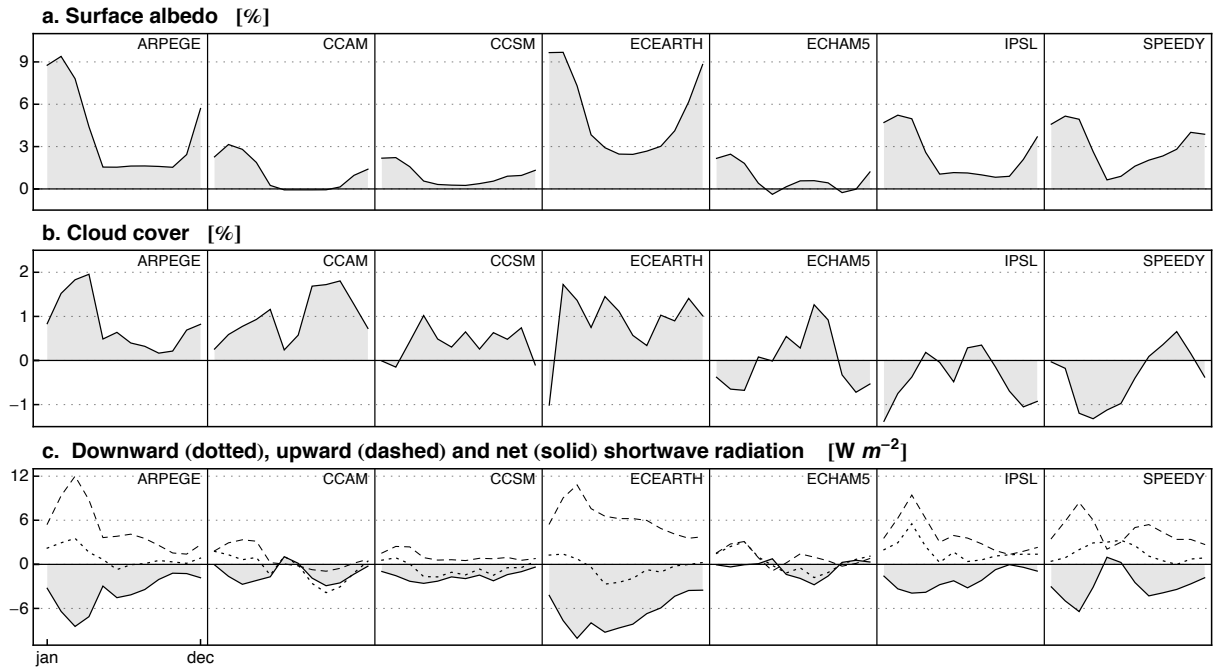 a. Surface albedo [%]
ARPEGE CCAM CCSM ECEARTH ECHAM5 IPSL SPEEDY
9
6
3
0
b. Cloud cover [%]
ARPEGE CCAM CCSM ECEARTH ECHAM5 IPSL SPEEDY
2
1
0
−1
c. Downward (dotted), upward (dashed) and net (solid) shortwave radiation [W m⁻²]
12 ARPEGE CCAM CCSM ECEARTH ECHAM5 IPSL SPEEDY
6
0
−6
jan dec